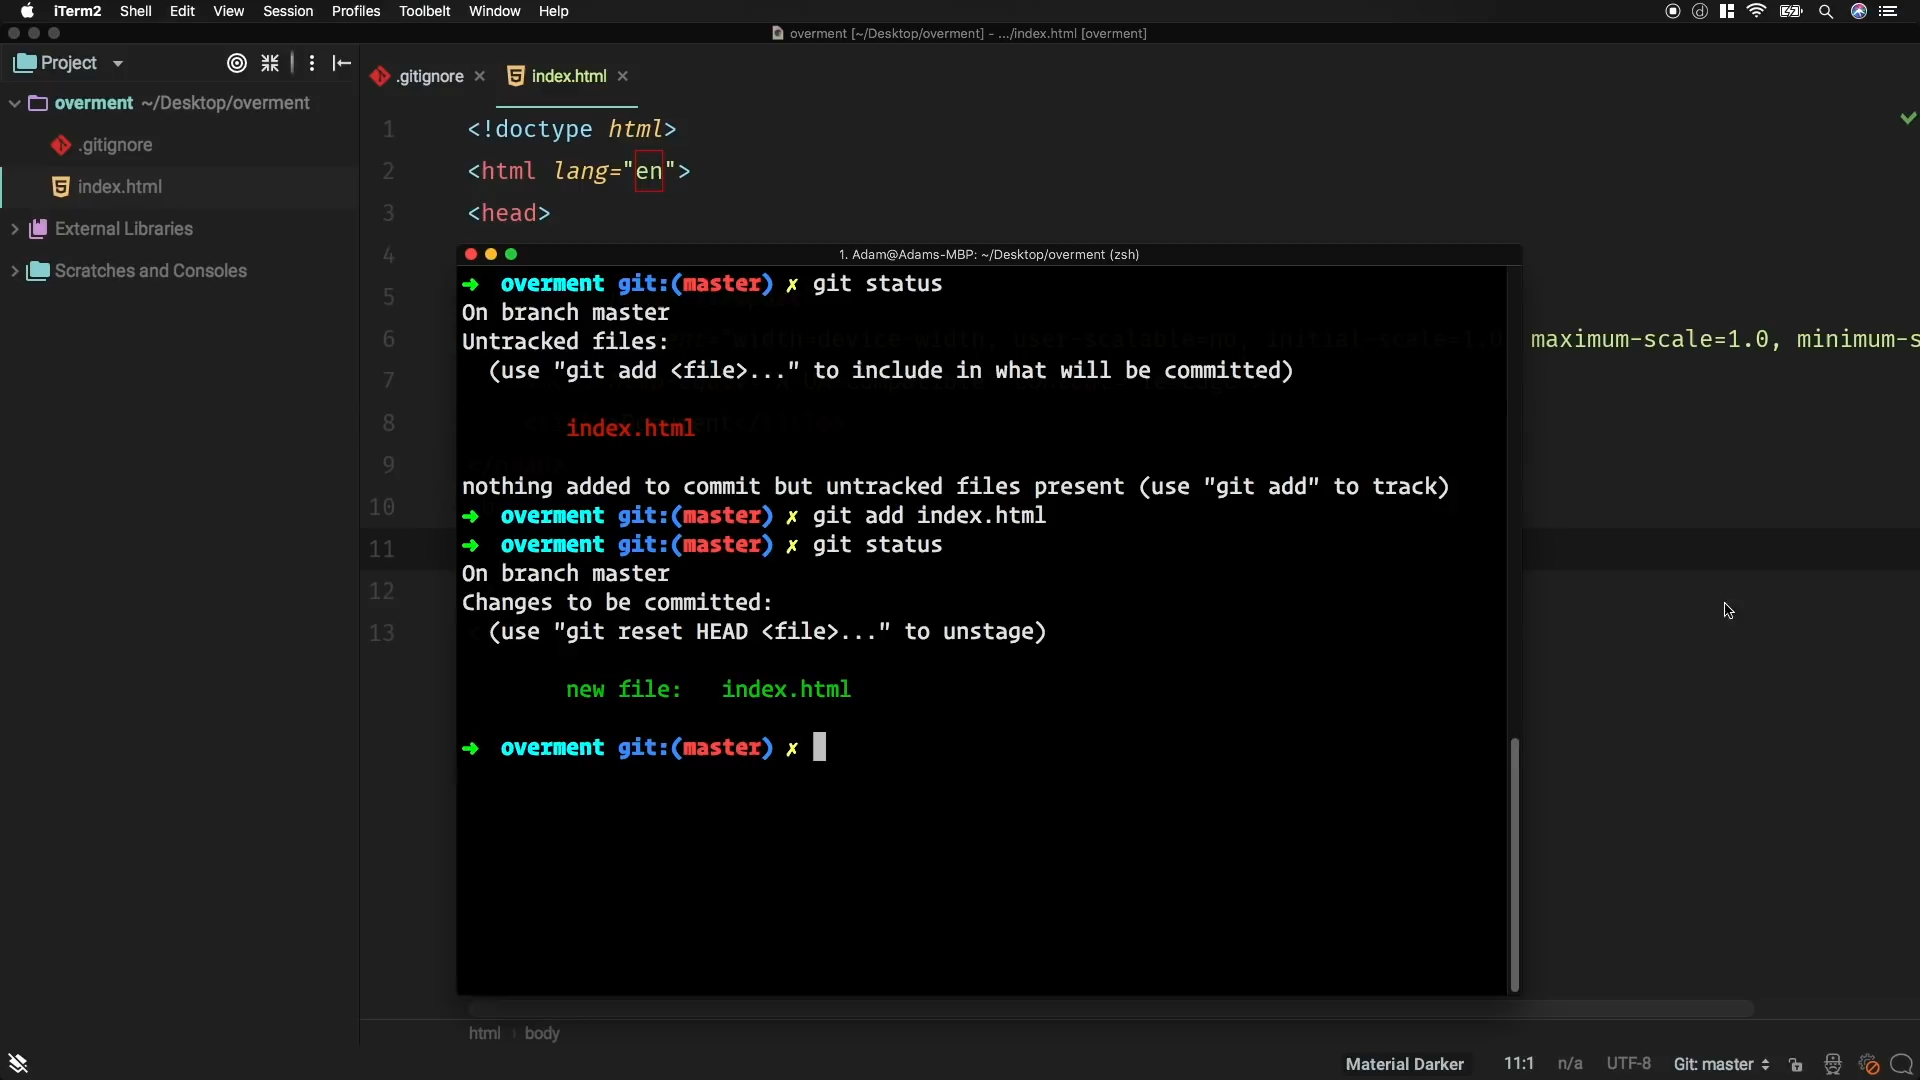 iTerm2 Shell Edit View Session Profiles Toolbelt Window Help
overment [~/Desktop/overment] - .../index.html [overment]
Project
.gitignore index.html
overment ~/Desktop/overment
.gitignore
index.html
External Libraries
Scratches and Consoles
1 <!doctype html>
2 <html lang="en">
3 <head>
4
5
6 maximum-scale=1.0, minimum-s
7
8
9
10
11
12
13
1. Adam@Adams-MBP: ~/Desktop/overment (zsh)
➜ overment git:(master) ✗ git status
On branch master
Untracked files:
(use "git add <file>..." to include in what will be committed)
index.html
nothing added to commit but untracked files present (use "git add" to track)
➜ overment git:(master) ✗ git add index.html
➜ overment git:(master) ✗ git status
On branch master
Changes to be committed:
(use "git reset HEAD <file>..." to unstage)
new file: index.html
➜ overment git:(master) ✗
html › body
Material Darker 11:1 n/a UTF-8 Git: master